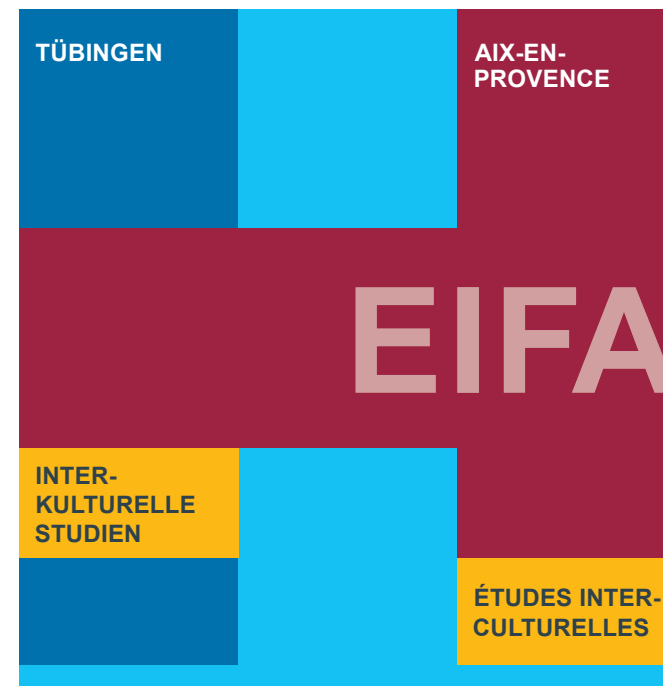 TÜBINGEN
AIX-EN-
PROVENCE
EIFA
INTER-
KULTURELLE
STUDIEN
ÉTUDES INTER-
CULTURELLES